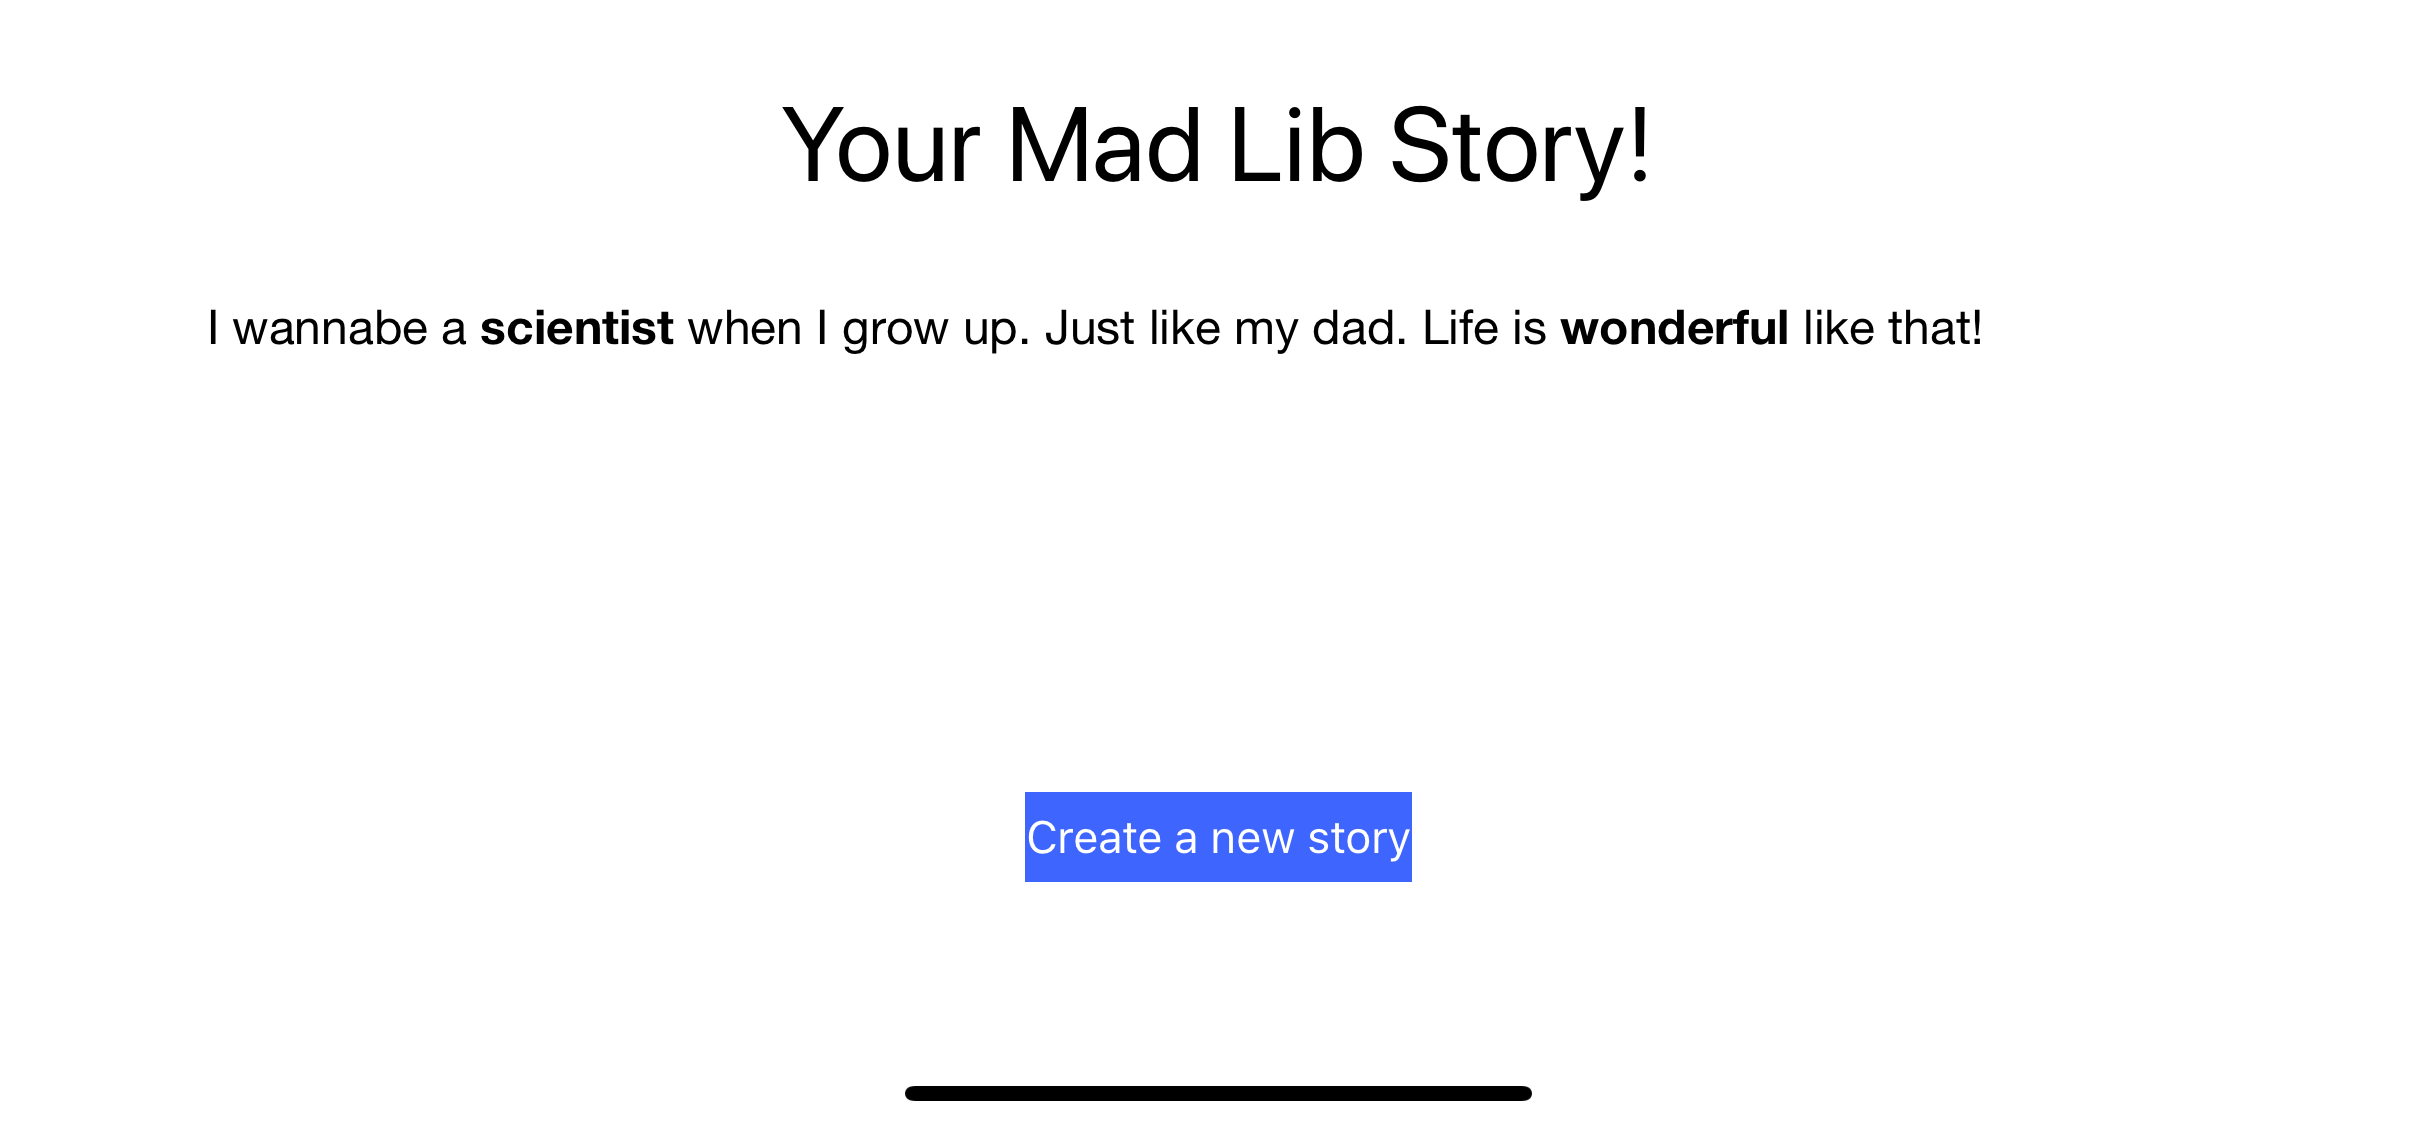 Your Mad Lib Story!
I wannabe a scientist when I grow up. Just like my dad. Life is wonderful like that!
Create a new story